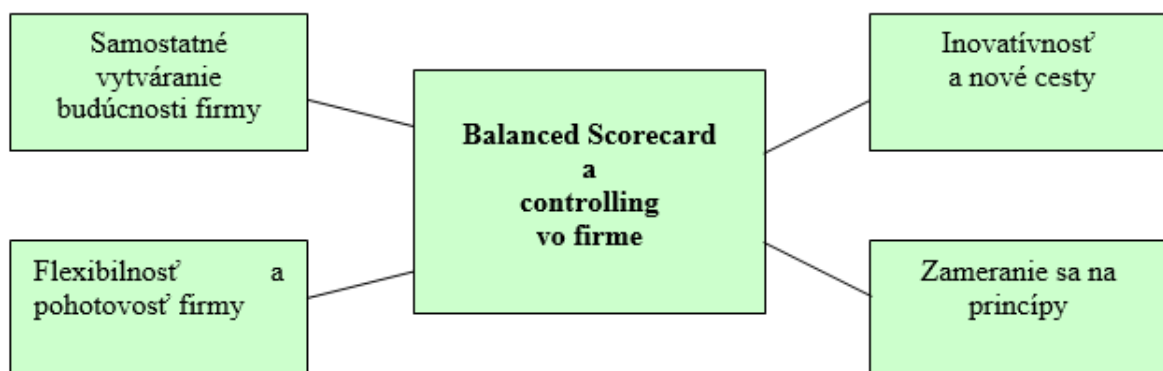 Samostatné
vytváranie
budúcnosti firmy
Inovatívnosť
a nové cesty
Balanced Scorecard
a
controlling
vo firme
Flexibilnosť a
pohotovosť firmy
Zameranie sa na
princípy